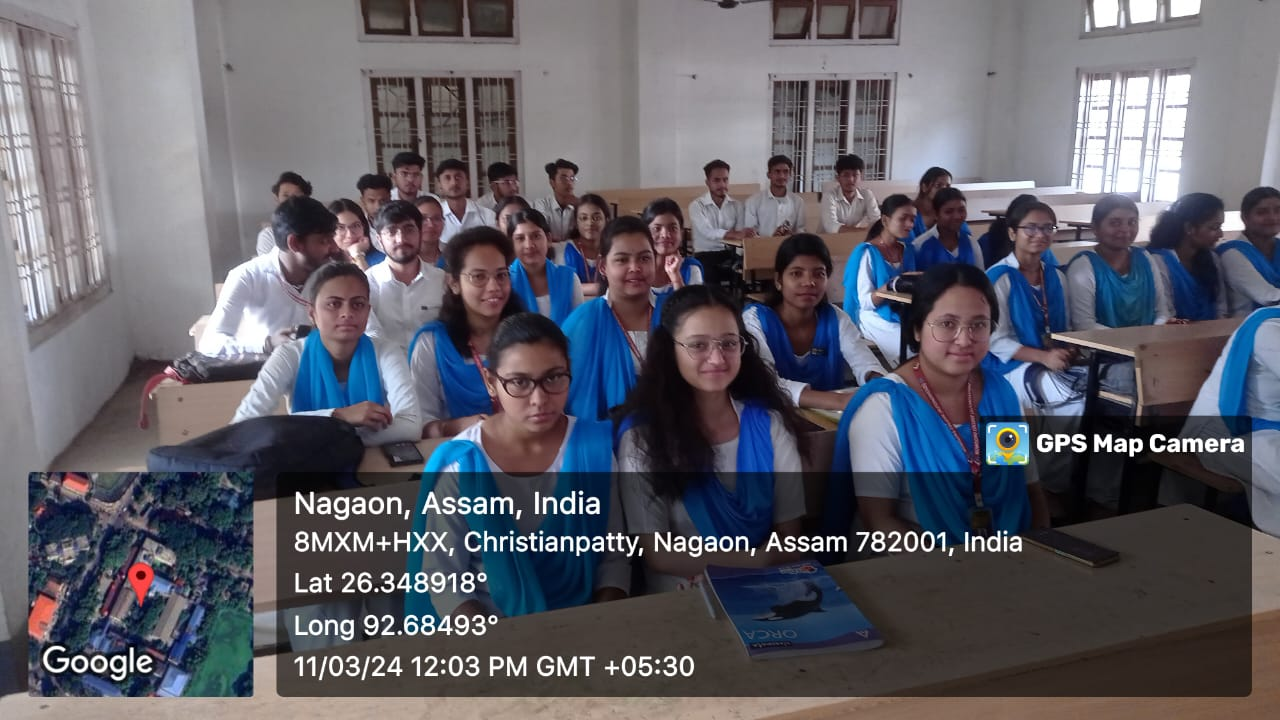 GPS Map Camera
Nagaon, Assam, India
8MXM+HXX, Christianpatty, Nagaon, Assam 782001, India
Lat 26.348918°
Long 92.68493°
11/03/24 12:03 PM GMT +05:30
Google
ORCA